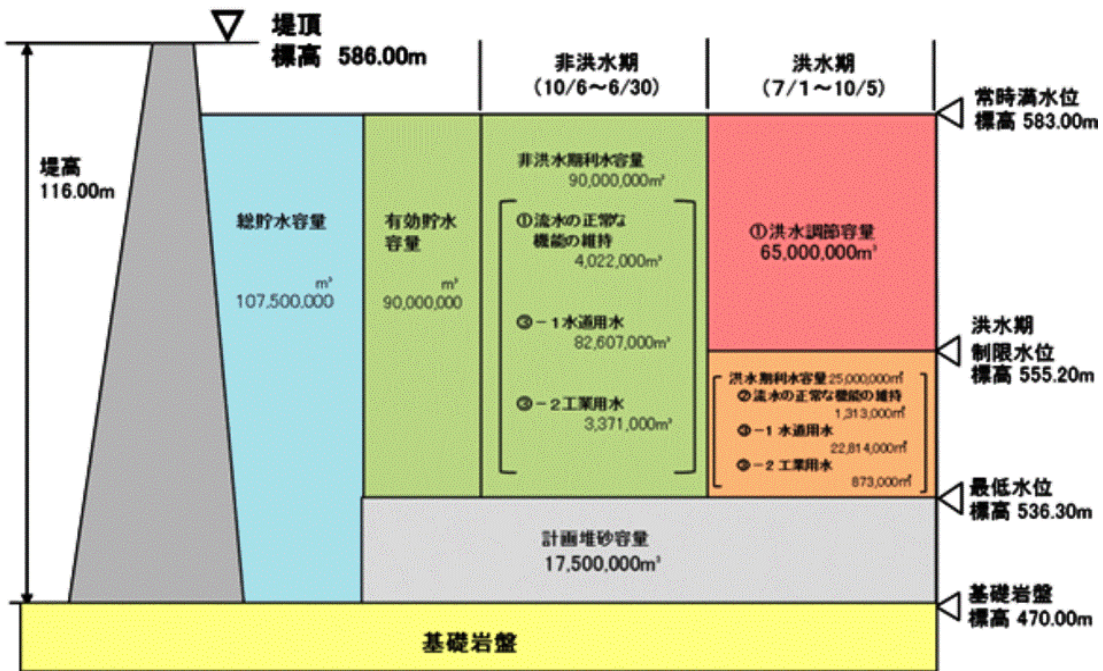 堤頂
標高 586.00m
堤高
116.00m
非洪水期
(10/6～6/30)
洪水期
(7/1～10/5)
常時満水位
標高 583.00m
総貯水容量
m³
107,500,000
有効貯水
容量
m³
90,000,000
非洪水期利水容量
90,000,000m³
①流水の正常な
機能の維持
4,022,000m³
③－1水道用水
82,607,000m³
③－2工業用水
3,371,000m³
①洪水調節容量
65,000,000m³
洪水期
制限水位
標高 555.20m
洪水期利水容量25,000,000㎥
②流水の正常な機能の維持
1,313,000㎥
③－1 水道用水
22,814,000㎥
③－2 工業用水
873,000㎥
最低水位
標高 536.30m
計画堆砂容量
17,500,000m³
基礎岩盤
標高 470.00m
基礎岩盤